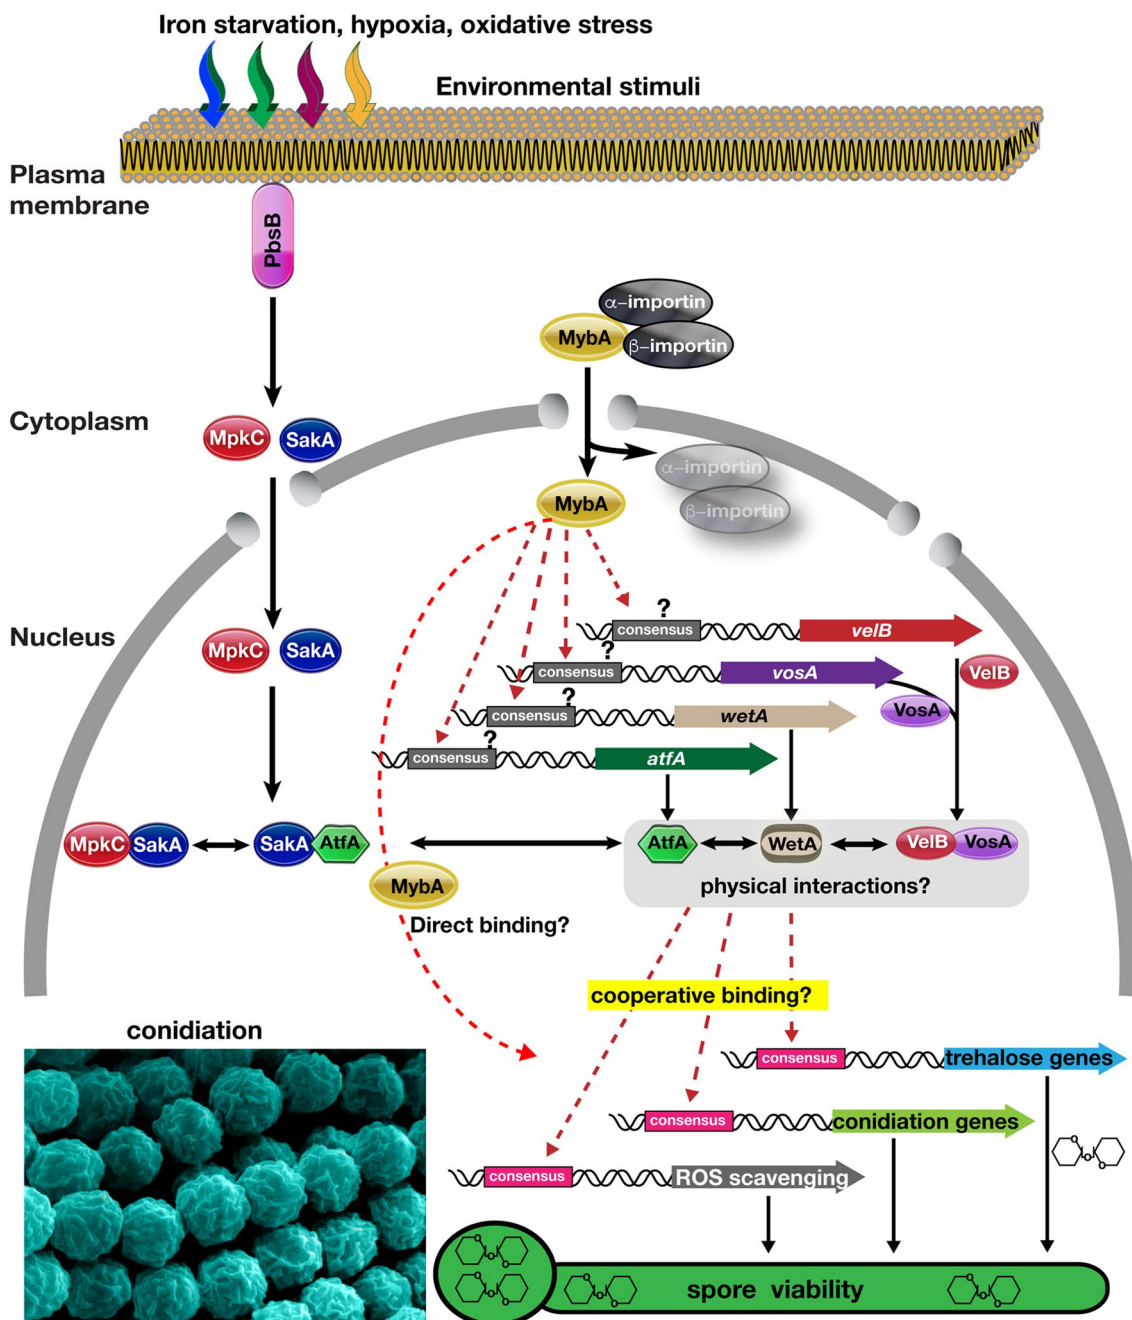 Iron starvation, hypoxia, oxidative stress
Environmental stimuli
Plasma
membrane
PbsB
α–importin
MybA
β–importin
Cytoplasm
MpkC
SakA
α–importin
MybA
β–importin
Nucleus
MpkC
SakA
?
consensus
velB
?
consensus
vosA
VelB
?
consensus
wetA
VosA
?
consensus
atfA
MpkC
SakA
SakA
AtfA
AtfA
WetA
VelB
VosA
physical interactions?
MybA
Direct binding?
cooperative binding?
conidiation
consensus
trehalose genes
consensus
conidiation genes
consensus
ROS scavenging
spore viability